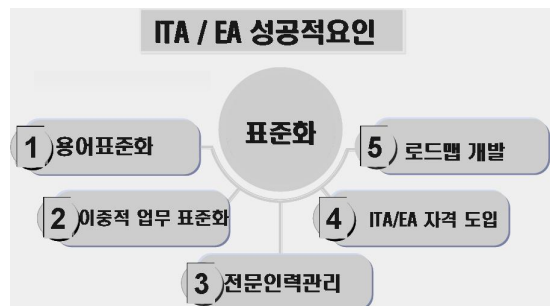 ITA / EA 성공적요인
표준화
1 용어표준화
2 이중적 업무 표준화
3 전문인력관리
4 ITA/EA 자격 도입
5 로드맵 개발